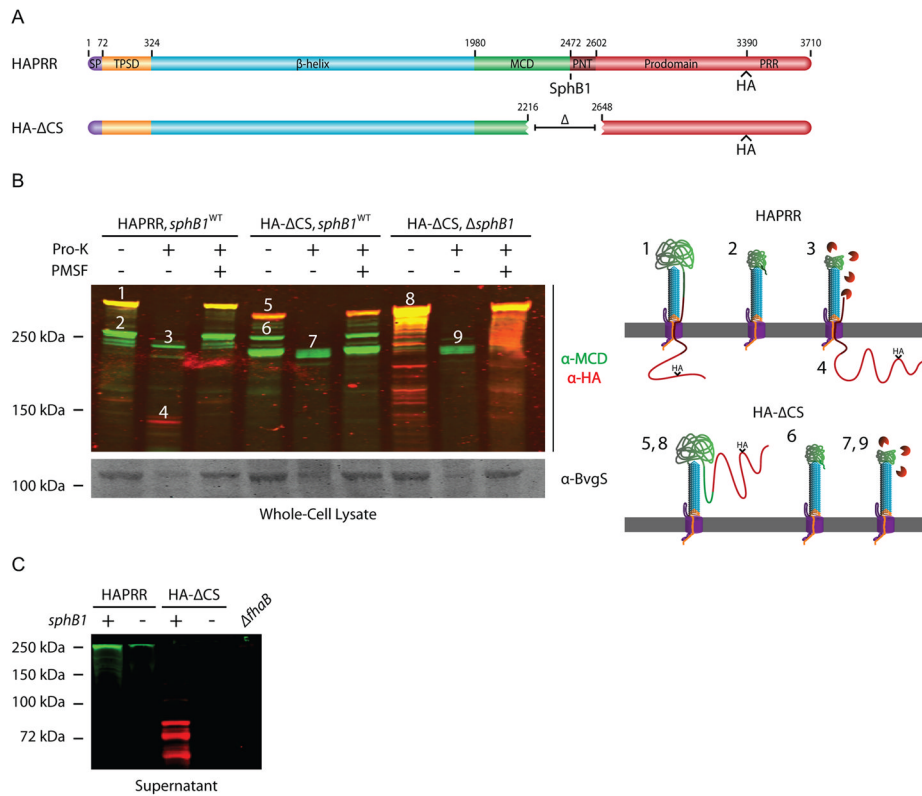 A
1 72 324 1980 2472 2602 3390 3710
HAPRR SP TPSD β-helix MCD PNT Prodomain PRR
SphB1 HA
2216 Δ 2648
HA-ΔCS
HA
B
HAPRR, sphB1WT HA-ΔCS, sphB1WT HA-ΔCS, ΔsphB1
Pro-K - + + - + + - + +
PMSF - - + - - + - - +
1 2 3 4 5 6 7 8 9
250 kDa
150 kDa
100 kDa
α-MCD
α-HA
α-BvgS
Whole-Cell Lysate
HAPRR
1 2 3
HA 4 HA
HA-ΔCS
5, 8 HA 6 7, 9
C
HAPRR HA-ΔCS ΔfhaB
sphB1 + - + -
250 kDa
150 kDa
100 kDa
72 kDa
Supernatant